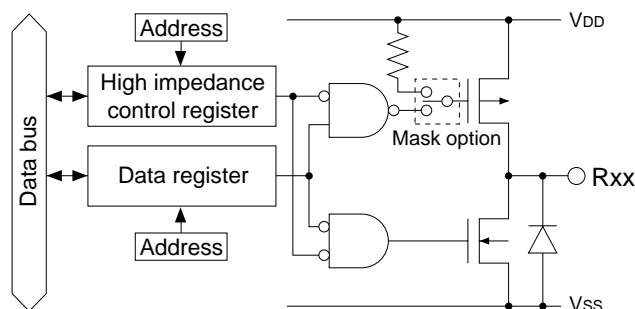 Address
VDD
High impedance
control register
Mask option
Data bus
Data register
Rxx
Address
VSS